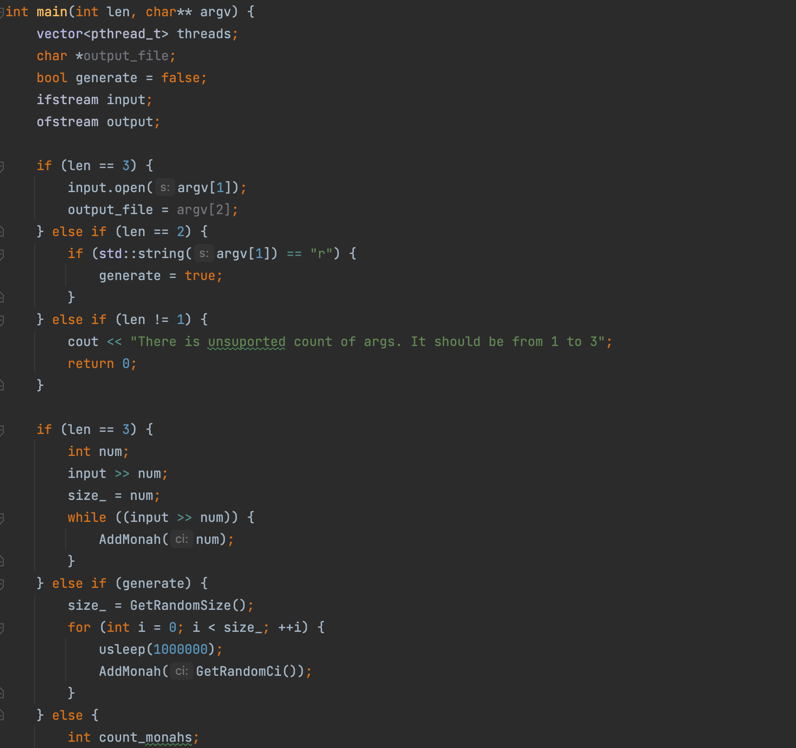 int main(int len, char** argv) {
    vector<pthread_t> threads;
    char *output_file;
    bool generate = false;
    ifstream input;
    ofstream output;

    if (len == 3) {
        input.open( s: argv[1]);
        output_file = argv[2];
    } else if (len == 2) {
        if (std::string( s: argv[1]) == "r") {
            generate = true;
        }
    } else if (len != 1) {
        cout << "There is unsuported count of args. It should be from 1 to 3";
        return 0;
    }

    if (len == 3) {
        int num;
        input >> num;
        size_ = num;
        while ((input >> num)) {
            AddMonah( ci: num);
        }
    } else if (generate) {
        size_ = GetRandomSize();
        for (int i = 0; i < size_; ++i) {
            usleep(1000000);
            AddMonah( ci: GetRandomCi());
        }
    } else {
        int count_monahs;